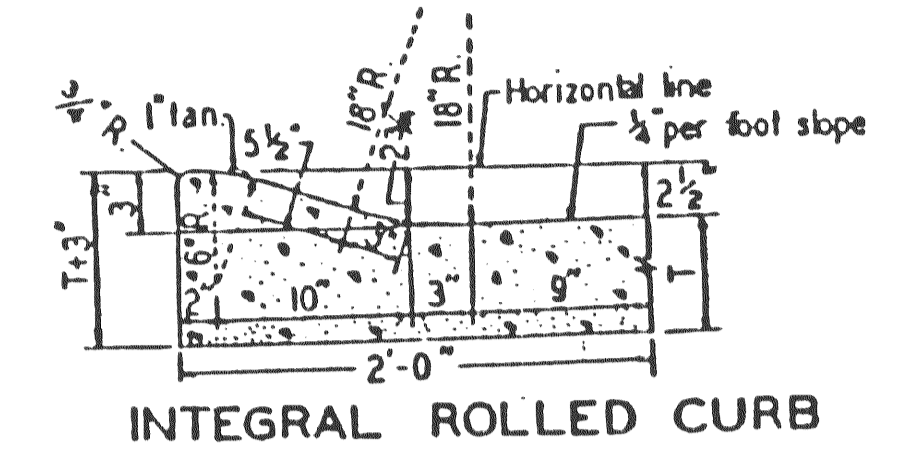 3/4" R.
1" tan.
5 1/2"
18" R.
18" R.
Horizontal line
1/4" per foot slope
2 1/2"
T+3"
3"
2'-6" R.
10"
3"
9"
T
2'-0"
INTEGRAL ROLLED CURB